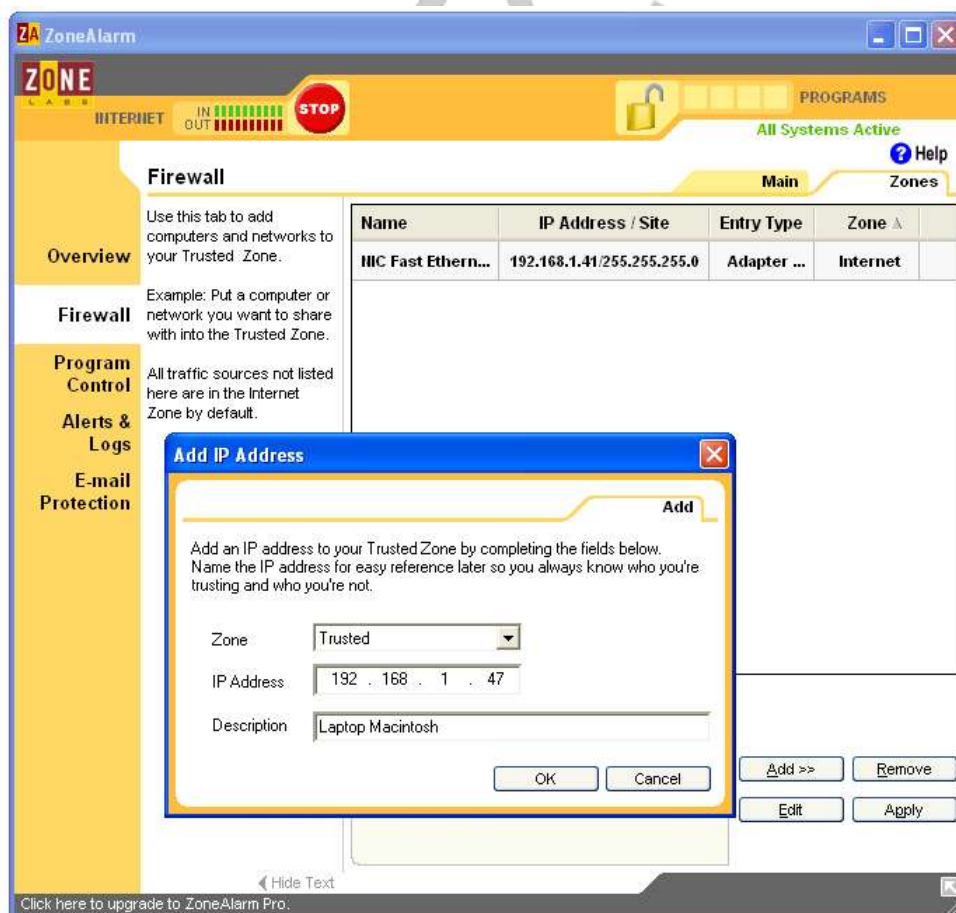 ZA ZoneAlarm
ZONE
LABS
INTERNET
IN
OUT
STOP
PROGRAMS
All Systems Active
? Help
Firewall
Main
Zones
Overview
Firewall
Program
Control
Alerts &
Logs
E-mail
Protection
Use this tab to add
computers and networks to
your Trusted Zone.
Example: Put a computer or
network you want to share
with into the Trusted Zone.
All traffic sources not listed
here are in the Internet
Zone by default.
Name IP Address / Site Entry Type Zone
NIC Fast Ethern... 192.168.1.41/255.255.255.0 Adapter ... Internet
Add IP Address
Add
Add an IP address to your Trusted Zone by completing the fields below.
Name the IP address for easy reference later so you always know who you're
trusting and who you're not.
Zone Trusted
IP Address 192 . 168 . 1 . 47
Description Laptop Macintosh
OK Cancel
Add >> Remove
Edit Apply
Hide Text
Click here to upgrade to ZoneAlarm Pro.